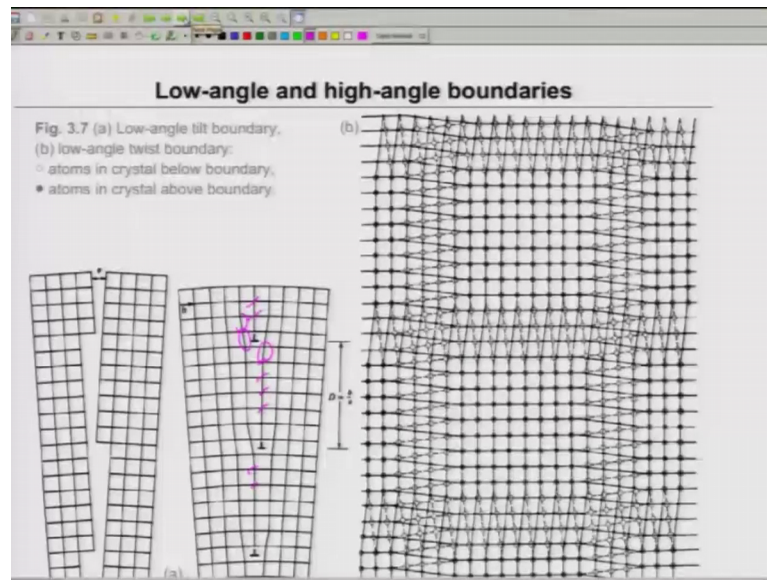 Low-angle and high-angle boundaries
Fig. 3.7 (a) Low-angle tilt boundary,
(b) low-angle twist boundary:
○ atoms in crystal below boundary,
● atoms in crystal above boundary.
(b)
(a)